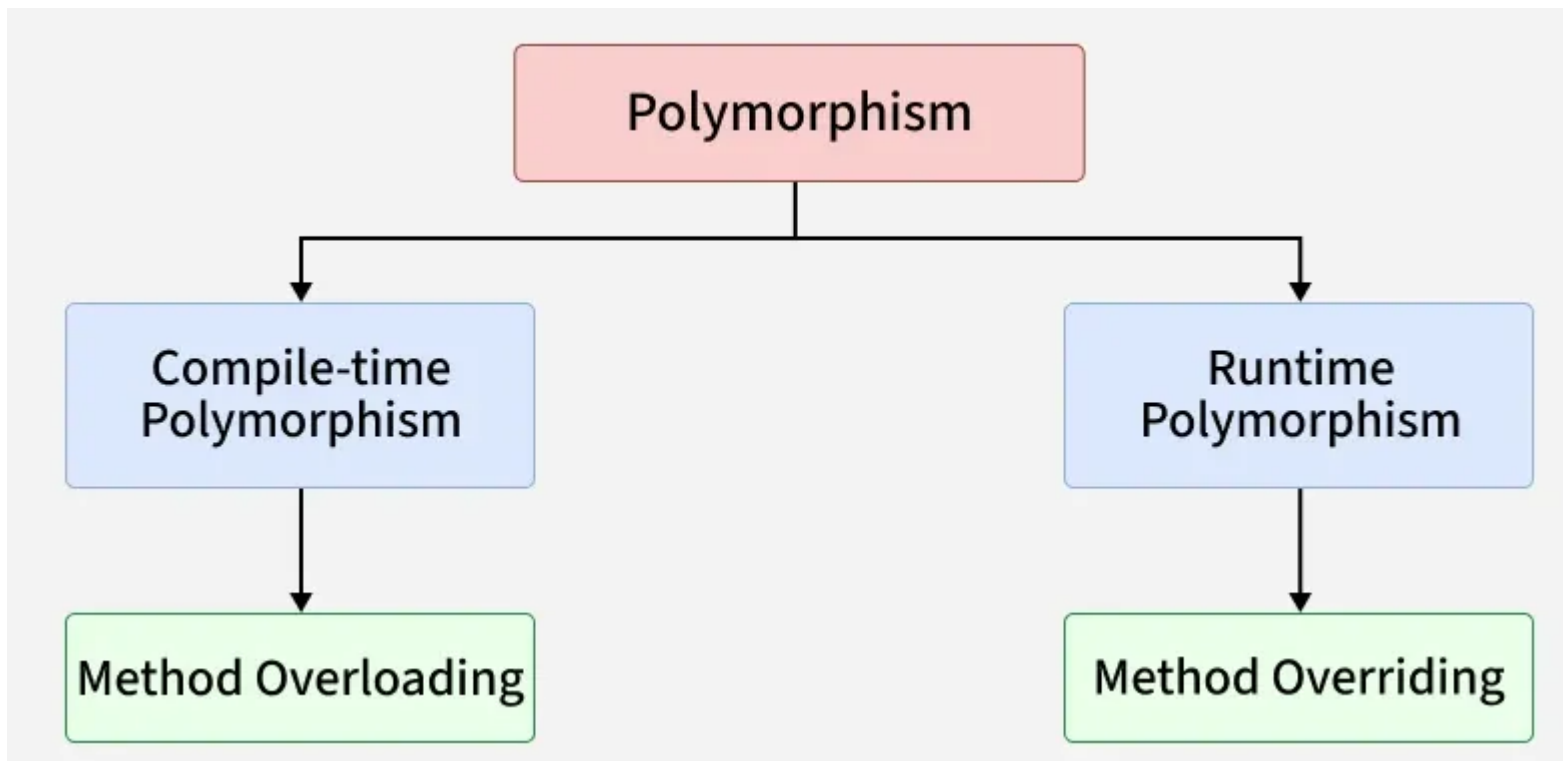 Polymorphism
Compile-time
Polymorphism
Runtime
Polymorphism
Method Overloading
Method Overriding